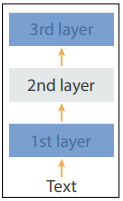 3rd layer
2nd layer
1st layer
Text